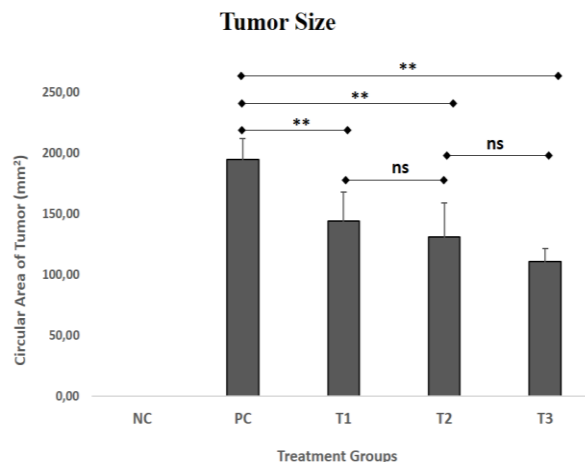 Tumor Size
**
**
**
ns
ns
250,00
200,00
150,00
100,00
50,00
0,00
Circular Area of Tumor (mm²)
NC PC T1 T2 T3
Treatment Groups